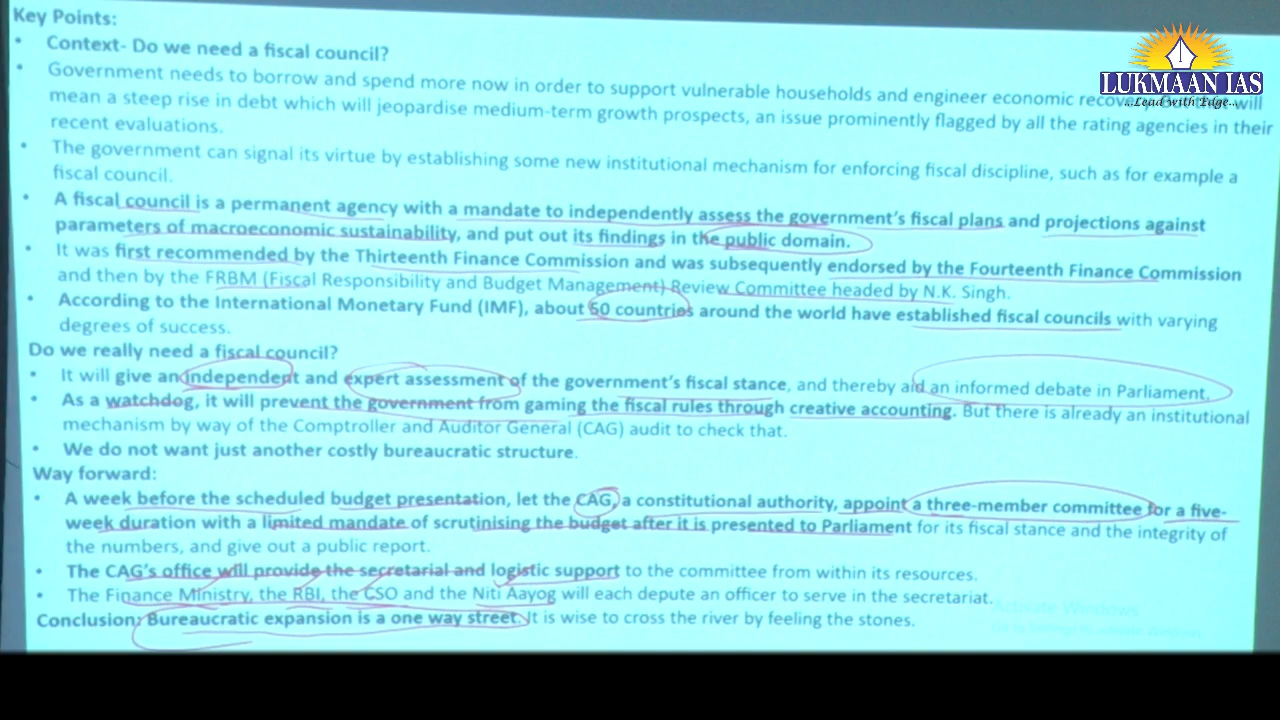 Key Points:
• Context- Do we need a fiscal council?
• Government needs to borrow and spend more now in order to support vulnerable households and engineer economic will
mean a steep rise in debt which will jeopardise medium-term growth prospects, an issue prominently flagged by all the rating agencies in their
recent evaluations.
• The government can signal its virtue by establishing some new institutional mechanism for enforcing fiscal discipline, such as for example a
fiscal council.
• A fiscal council is a permanent agency with a mandate to independently assess the government's fiscal plans and projections against
parameters of macroeconomic sustainability, and put out its findings in the public domain.
• It was first recommended by the Thirteenth Finance Commission and was subsequently endorsed by the Fourteenth Finance Commission
and then by the FRBM (Fiscal Responsibility and Budget Management) Review Committee headed by N.K. Singh.
• According to the International Monetary Fund (IMF), about 50 countries around the world have established fiscal councils with varying
degrees of success.
Do we really need a fiscal council?
• It will give an independent and expert assessment of the government's fiscal stance, and thereby aid an informed debate in Parliament.
• As a watchdog, it will prevent the government from gaming the fiscal rules through creative accounting. But there is already an institutional
mechanism by way of the Comptroller and Auditor General (CAG) audit to check that.
• We do not want just another costly bureaucratic structure.
Way forward:
• A week before the scheduled budget presentation, let the CAG, a constitutional authority, appoint a three-member committee for a five-
week duration with a limited mandate of scrutinising the budget after it is presented to Parliament for its fiscal stance and the integrity of
the numbers, and give out a public report.
• The CAG's office will provide the secretarial and logistic support to the committee from within its resources.
• The Finance Ministry, the RBI, the CSO and the Niti Aayog will each depute an officer to serve in the secretariat.
Conclusion: Bureaucratic expansion is a one way street. It is wise to cross the river by feeling the stones.
Activate Windows
LUKMAAN IAS
...Lead with Edge...